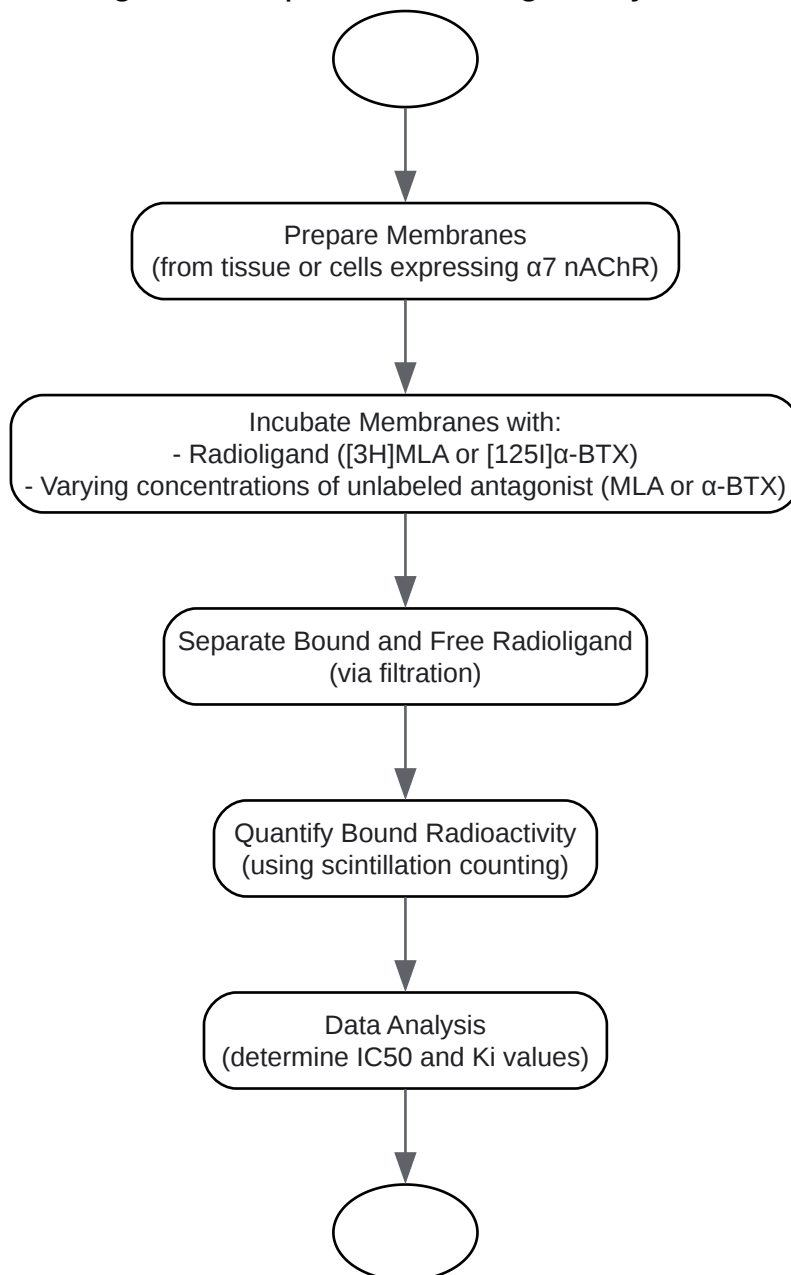 Prepare Membranes
(from tissue or cells expressing α7 nAChR)
Incubate Membranes with:
- Radioligand ([3H]MLA or [125I]α-BTX)
- Varying concentrations of unlabeled antagonist (MLA or α-BTX)
Separate Bound and Free Radioligand
(via filtration)
Quantify Bound Radioactivity
(using scintillation counting)
Data Analysis
(determine IC50 and Ki values)